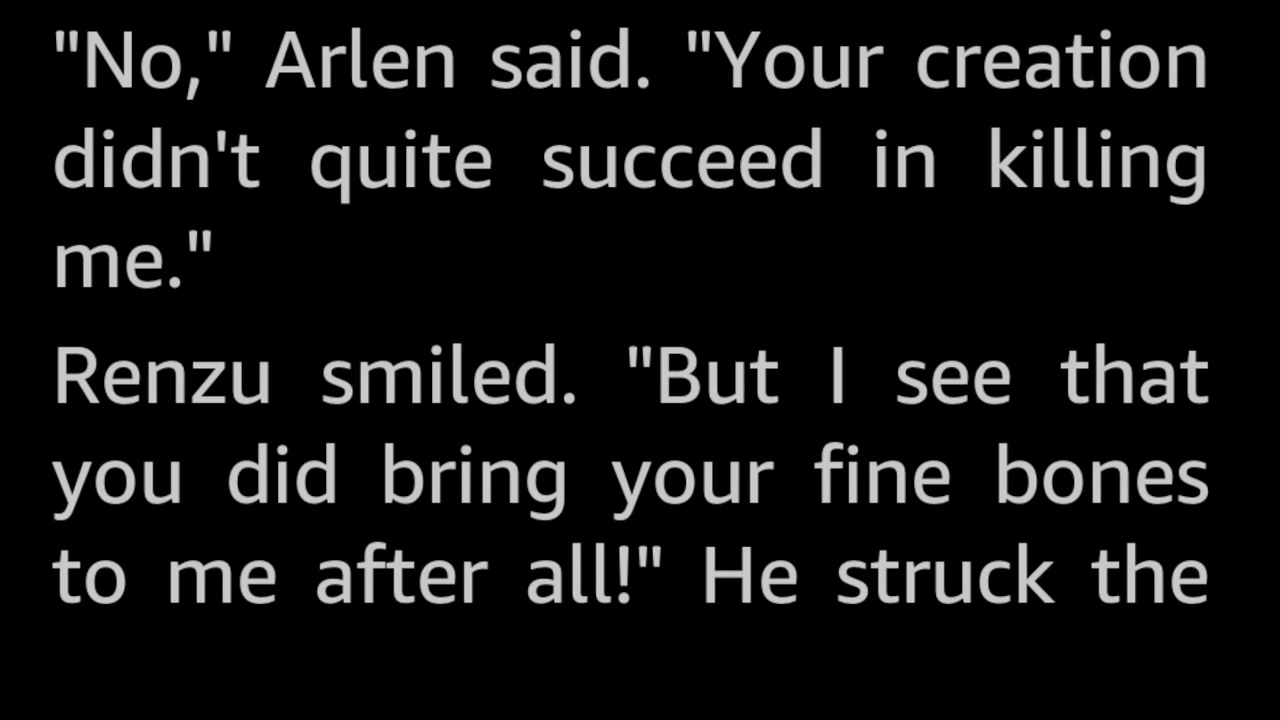 "No," Arlen said. "Your creation
didn't quite succeed in killing
me."
Renzu smiled. "But I see that
you did bring your fine bones
to me after all!" He struck the